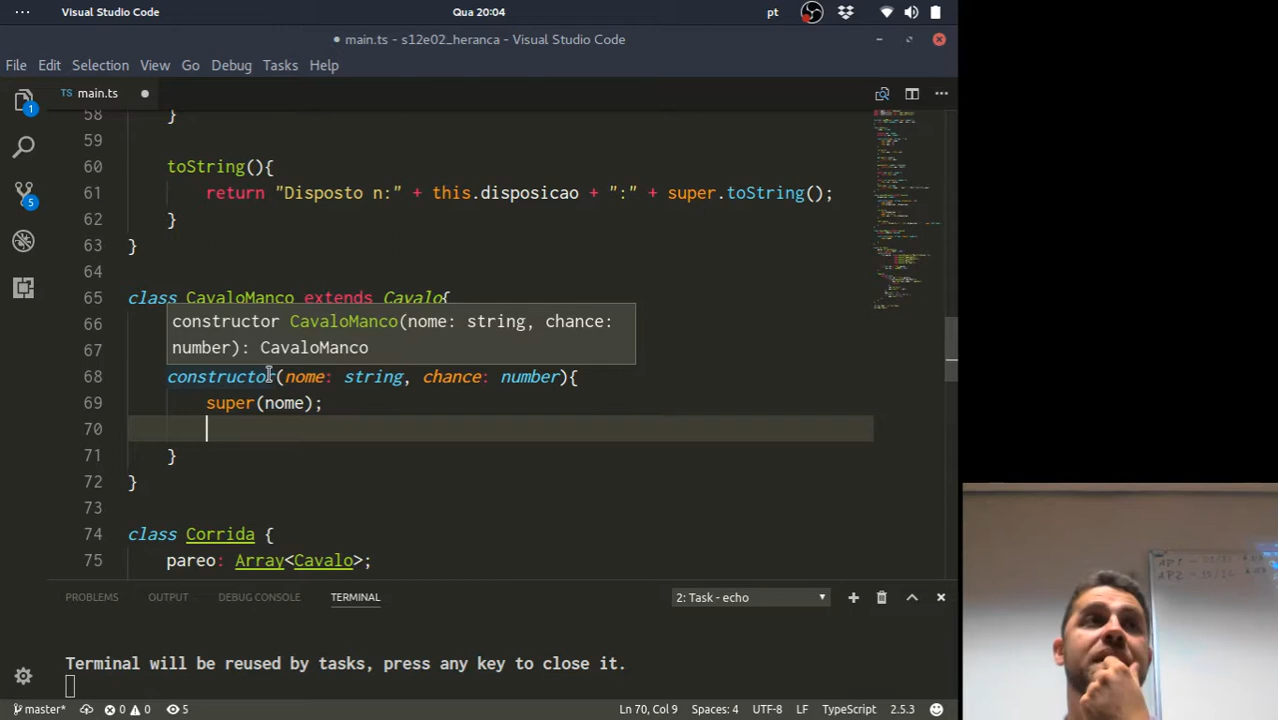 Visual Studio Code
Qua 20:04
pt
● main.ts - s12e02_heranca - Visual Studio Code
File Edit Selection View Go Debug Tasks Help
TS main.ts
58 }
59
60 toString(){
61 return "Disposto n:" + this.disposicao + ":" + super.toString();
62 }
63 }
64
65 class CavaloManco extends Cavalo{
66
constructor CavaloManco(nome: string, chance:
67
number): CavaloManco
68 constructor(nome: string, chance: number){
69 super(nome);
70
71 }
72 }
73
74 class Corrida {
75 pareo: Array<Cavalo>;
1
5
PROBLEMS OUTPUT DEBUG CONSOLE TERMINAL
2: Task - echo
Terminal will be reused by tasks, press any key to close it.
master* 0 0 5
Ln 70, Col 9 Spaces: 4 UTF-8 LF TypeScript 2.5.3